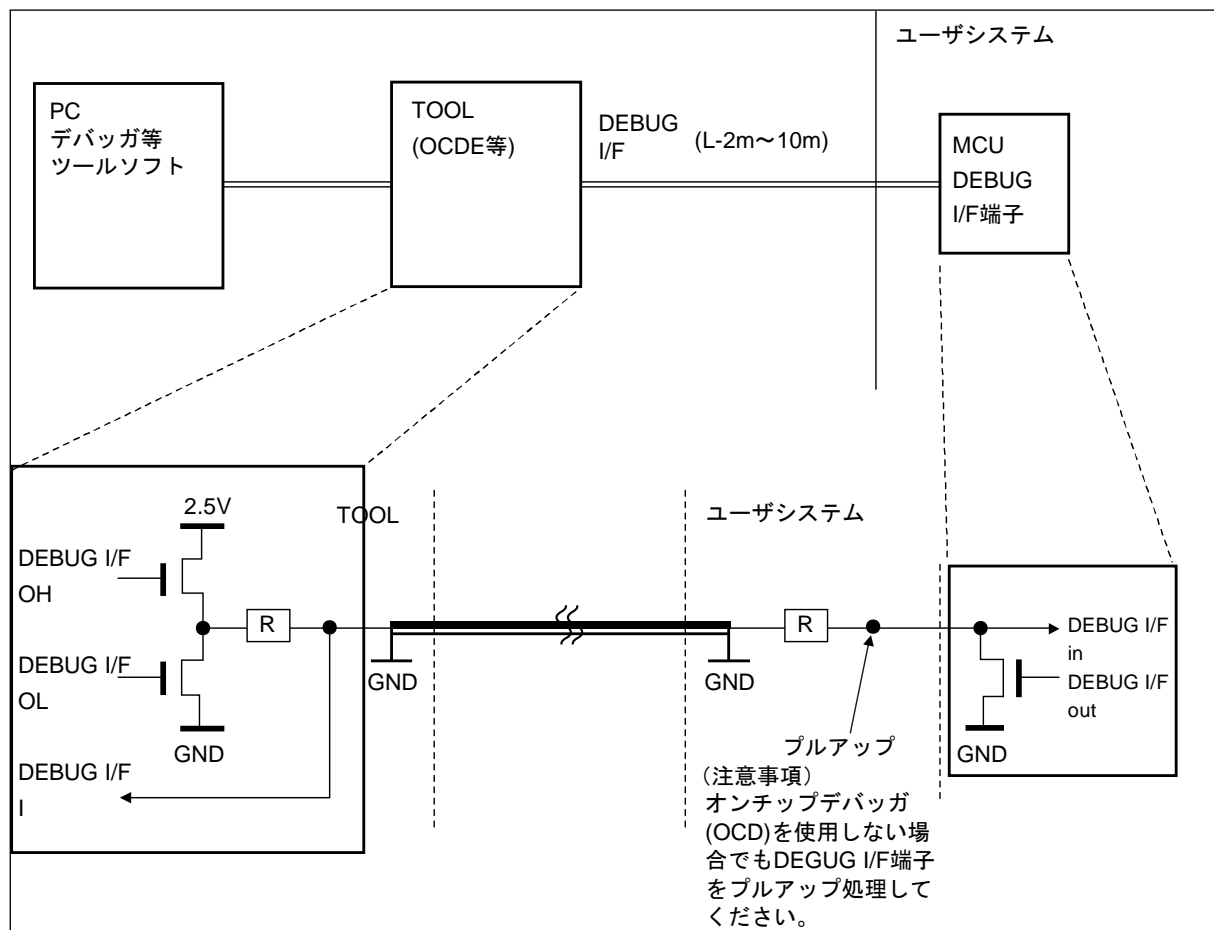 ユーザシステム
PC
デバッガ等
ツールソフト
TOOL
(OCDE等)
DEBUG
I/F
(L-2m～10m)
MCU
DEBUG
I/F端子
2.5V
TOOL
ユーザシステム
DEBUG I/F
OH
R
R
DEBUG I/F
in
DEBUG I/F
OL
DEBUG I/F
out
GND
GND
GND
GND
DEBUG I/F
I
プルアップ
（注意事項）
オンチップデバッガ
(OCD)を使用しない場
合でもDEGUG I/F端子
をプルアップ処理して
ください。